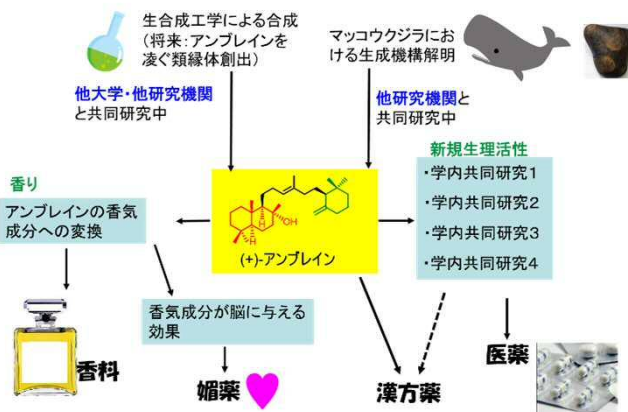 生合成工学による合成
(将来：アンブレインを
凌ぐ類縁体創出)
マッコウクジラにお
ける生成機構解明
他大学・他研究機関
と共同研究中
他研究機関と
共同研究中
新規生理活性
・学内共同研究1
・学内共同研究2
・学内共同研究3
・学内共同研究4
香り
アンブレインの香気
成分への変換
H
OH
H
H
(+)-アンブレイン
香気成分が脳に与える
効果
香料
媚薬
漢方薬
医薬